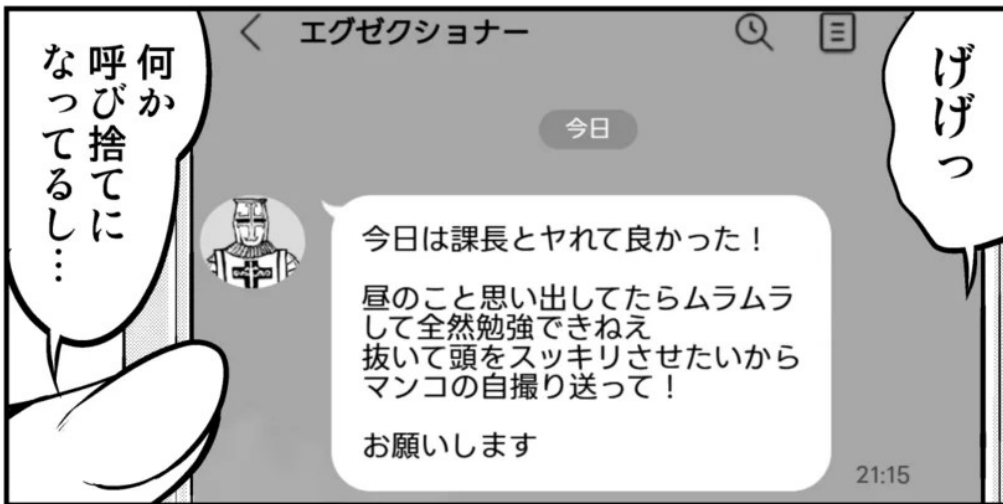 げげっ
エグゼクショナー
今日
今日は課長とヤれて良かった！
昼のこと思い出してたらムラムラ
して全然勉強できねえ
抜いて頭をスッキリさせたいから
マンコの自撮り送って！
お願いします
21:15
何か
呼び捨てに
なってるし…